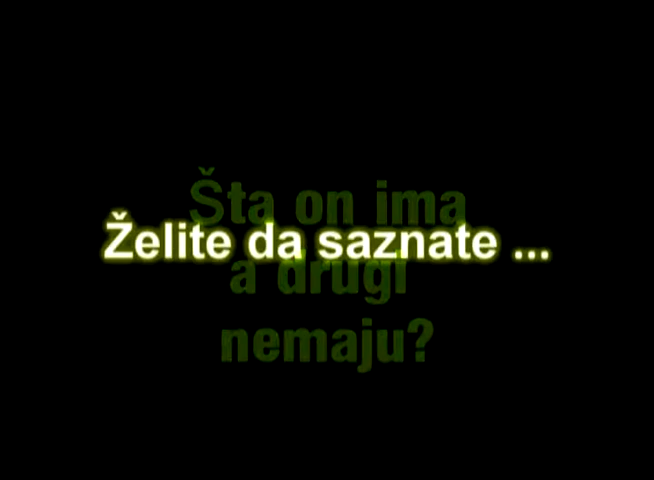 Šta on ima
Želite da saznate ...
a drugi
nemaju?